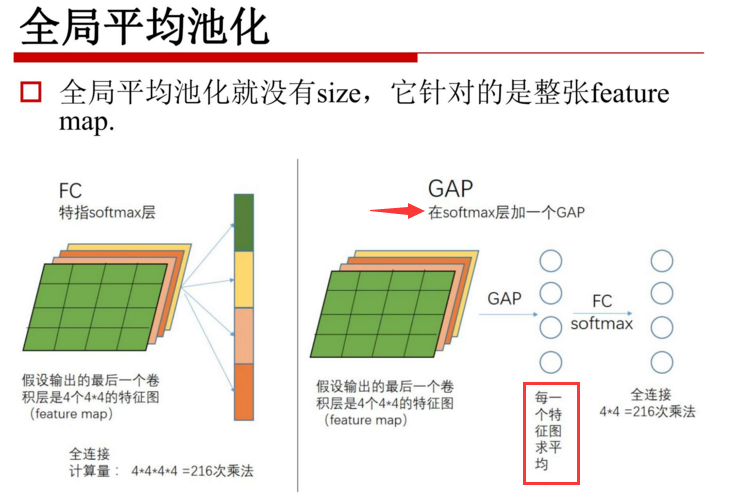 全局平均池化
全局平均池化就没有size，它针对的是整张feature
map.
FC
特指softmax层
假设输出的最后一个卷
积层是4个4*4的特征图
（feature map）
全连接
计算量： 4*4*4*4 =216次乘法
GAP
在softmax层加一个GAP
GAP
FC
softmax
假设输出的最后一个卷
积层是4个4*4的特征图
（feature map）
每一
个特
征图
求平
均
全连接
4*4 =216次乘法